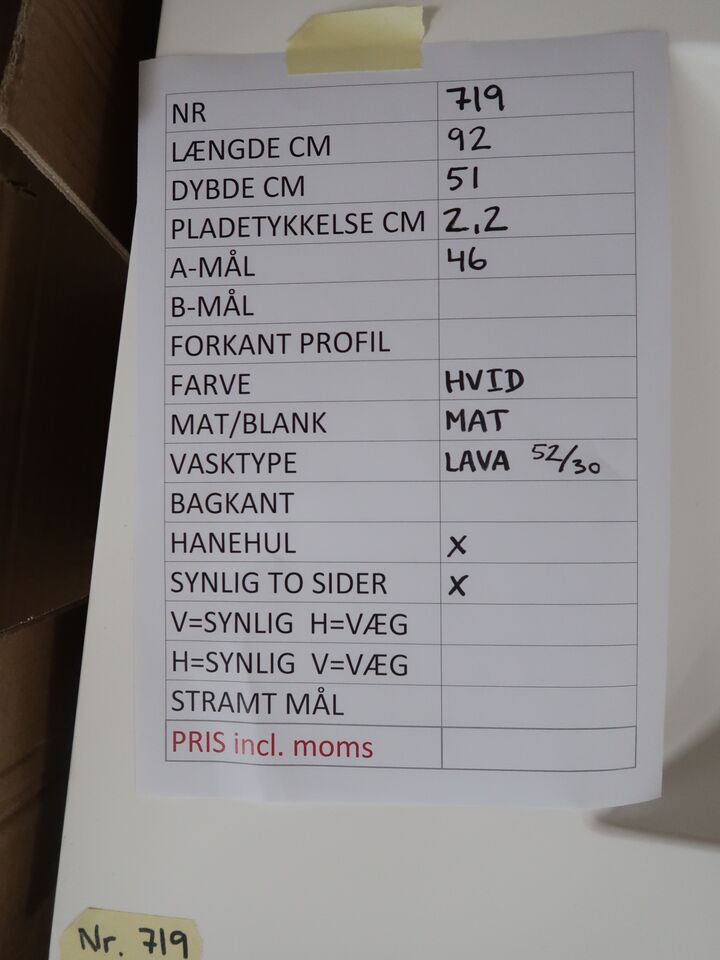 NR 719
LÆNGDE CM 92
DYBDE CM 51
PLADETYKKELSE CM 2,2
A-MÅL 46
B-MÅL
FORKANT PROFIL
FARVE HVID
MAT/BLANK MAT
VASKTYPE LAVA 52/30
BAGKANT
HANEHUL X
SYNLIG TO SIDER X
V=SYNLIG H=VÆG
H=SYNLIG V=VÆG
STRAMT MÅL
PRIS incl. moms
Nr. 719